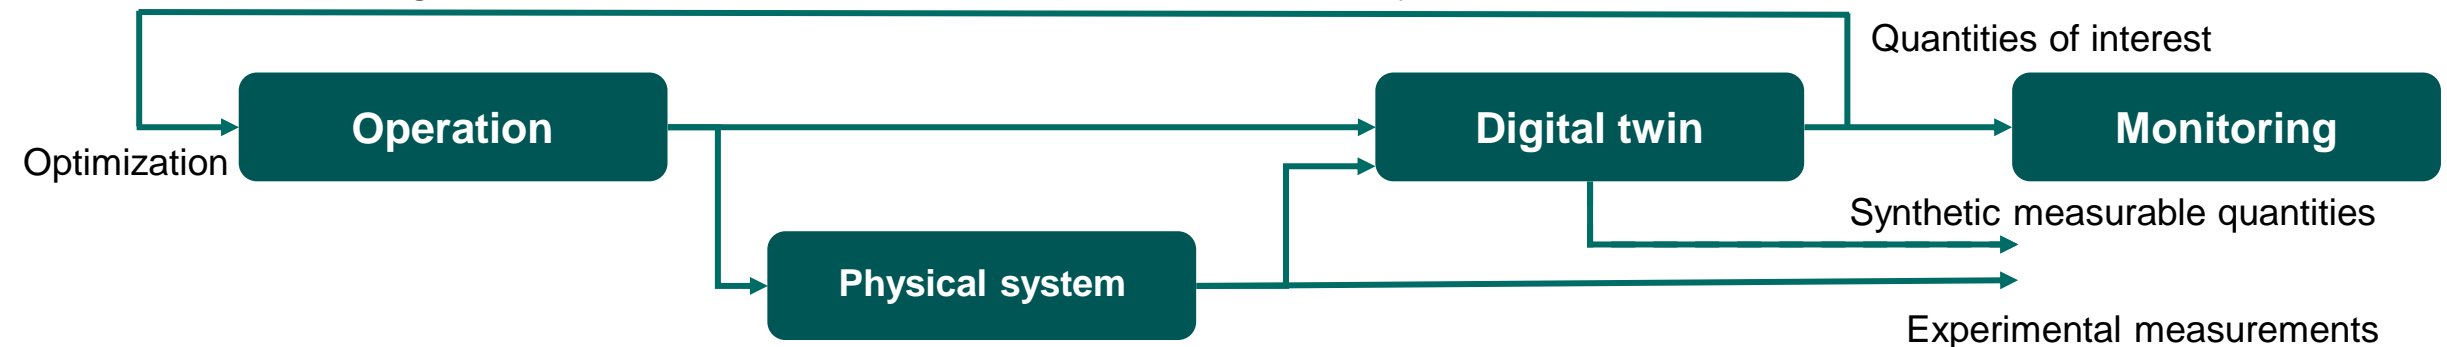 Quantities of interest
Operation
Digital twin
Monitoring
Optimization
Synthetic measurable quantities
Physical system
Experimental measurements